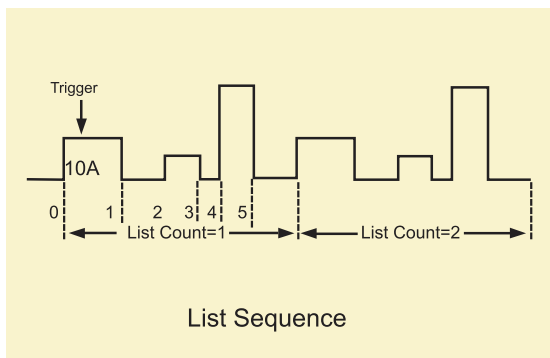 Trigger
10A
0 1 2 3 4 5
List Count=1 List Count=2
List Sequence